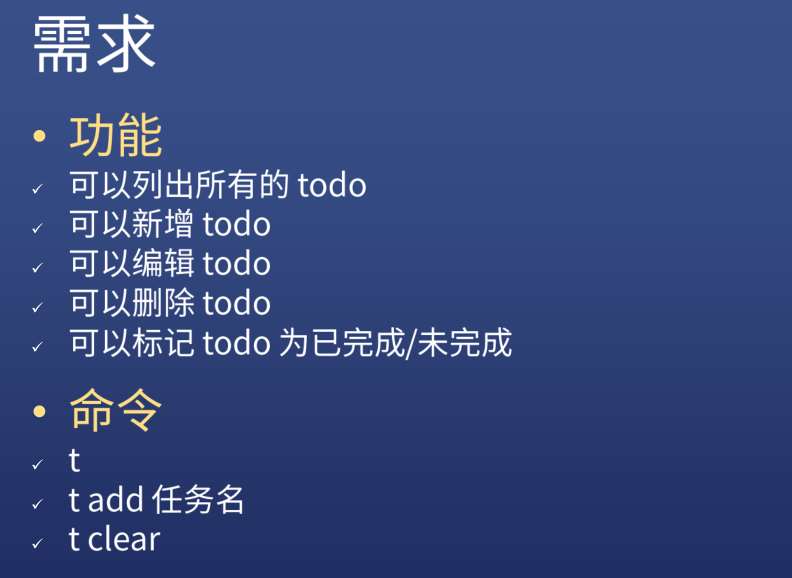 需求
• 功能
✓ 可以列出所有的 todo
✓ 可以新增 todo
✓ 可以编辑 todo
✓ 可以删除 todo
✓ 可以标记 todo 为已完成/未完成
• 命令
✓ t
✓ t add 任务名
✓ t clear